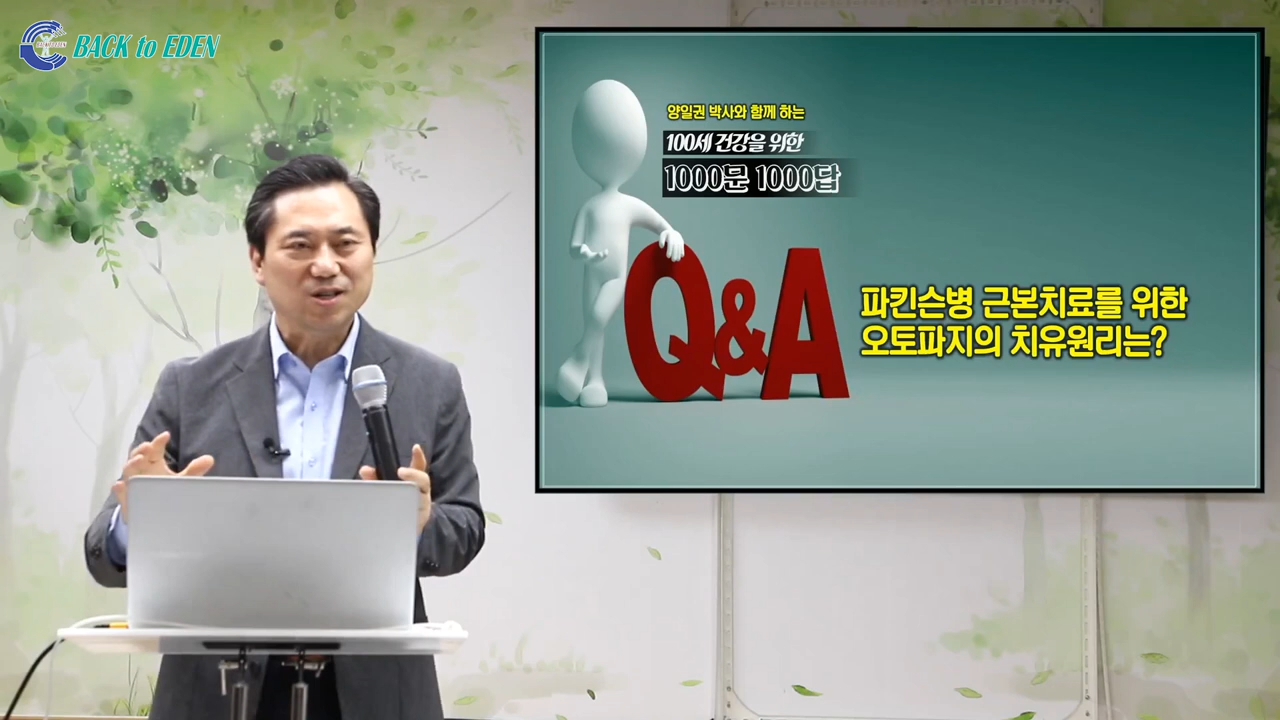 BACK to EDEN
양일권 박사와 함께 하는
100세 건강을 위한
1000문 1000답
Q&A
파킨슨병 근본치료를 위한
오토파지의 치유원리는?